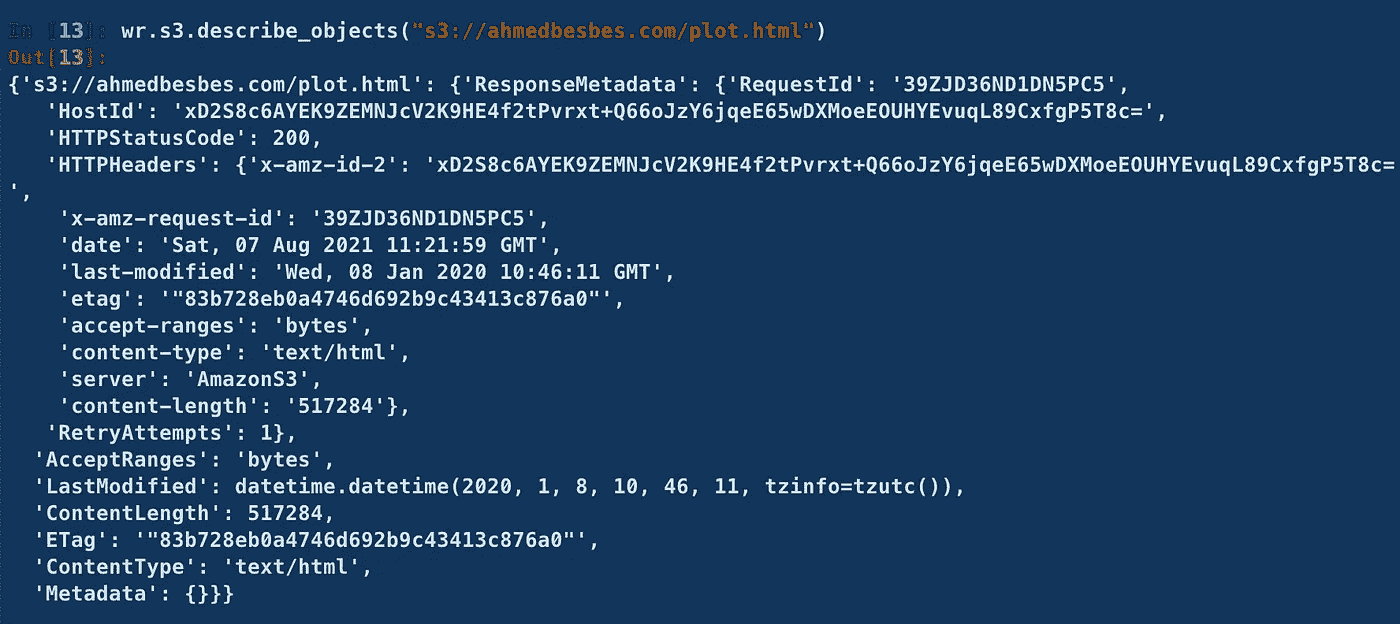 In [13]: wr.s3.describe_objects("s3://ahmedbesbes.com/plot.html")
Out[13]:
{'s3://ahmedbesbes.com/plot.html': {'ResponseMetadata': {'RequestId': '39ZJD36ND1DN5PC5',
   'HostId': 'xD2S8c6AYEK9ZEMNJcV2K9HE4f2tPvrxt+Q66oJzY6jqeE65wDXMoeEOUHYEvuqL89CxfgP5T8c=',
   'HTTPStatusCode': 200,
   'HTTPHeaders': {'x-amz-id-2': 'xD2S8c6AYEK9ZEMNJcV2K9HE4f2tPvrxt+Q66oJzY6jqeE65wDXMoeEOUHYEvuqL89CxfgP5T8c=
',
    'x-amz-request-id': '39ZJD36ND1DN5PC5',
    'date': 'Sat, 07 Aug 2021 11:21:59 GMT',
    'last-modified': 'Wed, 08 Jan 2020 10:46:11 GMT',
    'etag': '"83b728eb0a4746d692b9c43413c876a0"',
    'accept-ranges': 'bytes',
    'content-type': 'text/html',
    'server': 'AmazonS3',
    'content-length': '517284'},
   'RetryAttempts': 1},
  'AcceptRanges': 'bytes',
  'LastModified': datetime.datetime(2020, 1, 8, 10, 46, 11, tzinfo=tzutc()),
  'ContentLength': 517284,
  'ETag': '"83b728eb0a4746d692b9c43413c876a0"',
  'ContentType': 'text/html',
  'Metadata': {}}}